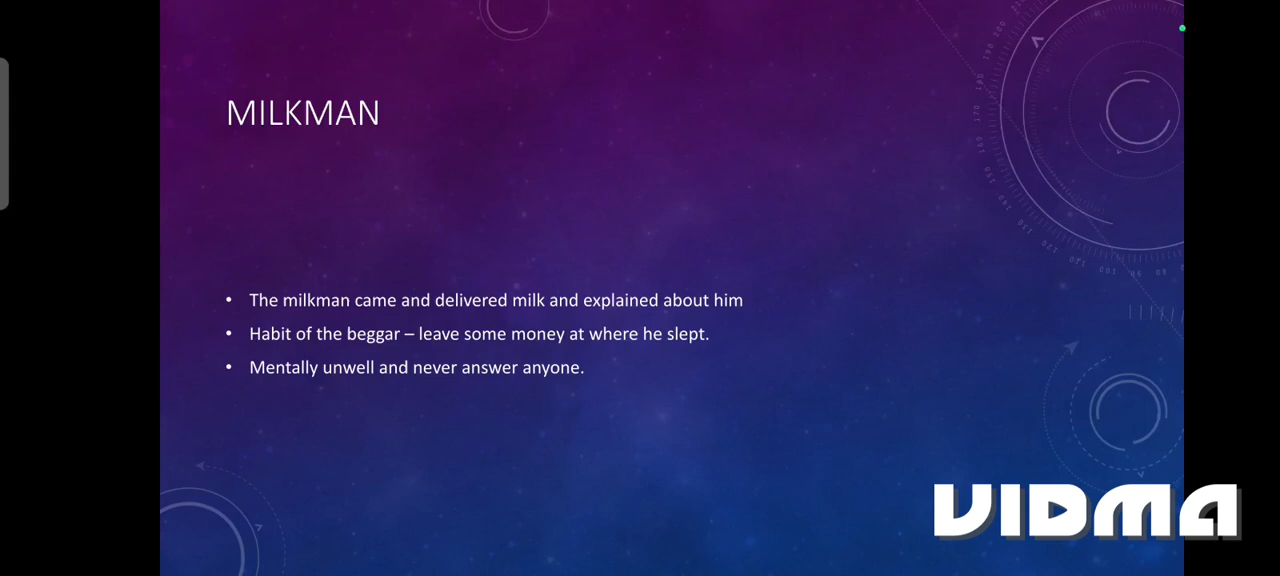 MILKMAN
• The milkman came and delivered milk and explained about him
• Habit of the beggar – leave some money at where he slept.
• Mentally unwell and never answer anyone.
VIDMA